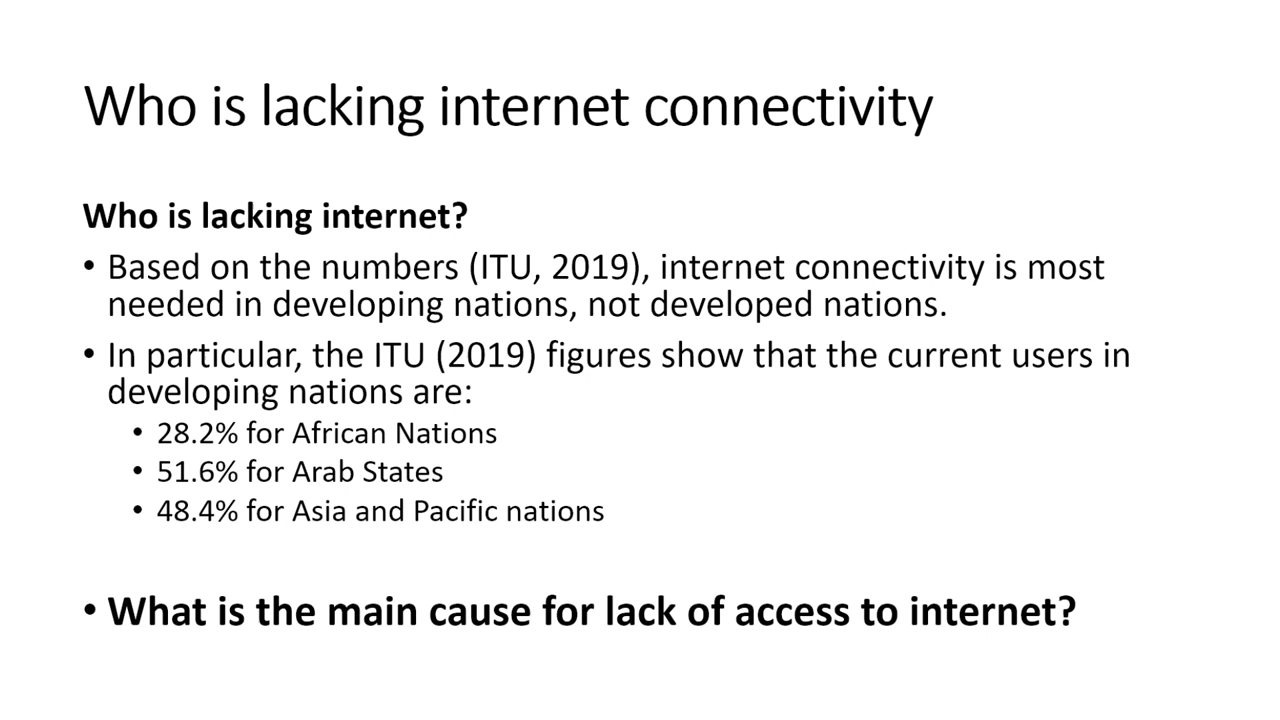 Who is lacking internet connectivity
Who is lacking internet?
• Based on the numbers (ITU, 2019), internet connectivity is most
needed in developing nations, not developed nations.
• In particular, the ITU (2019) figures show that the current users in
developing nations are:
• 28.2% for African Nations
• 51.6% for Arab States
• 48.4% for Asia and Pacific nations
• What is the main cause for lack of access to internet?